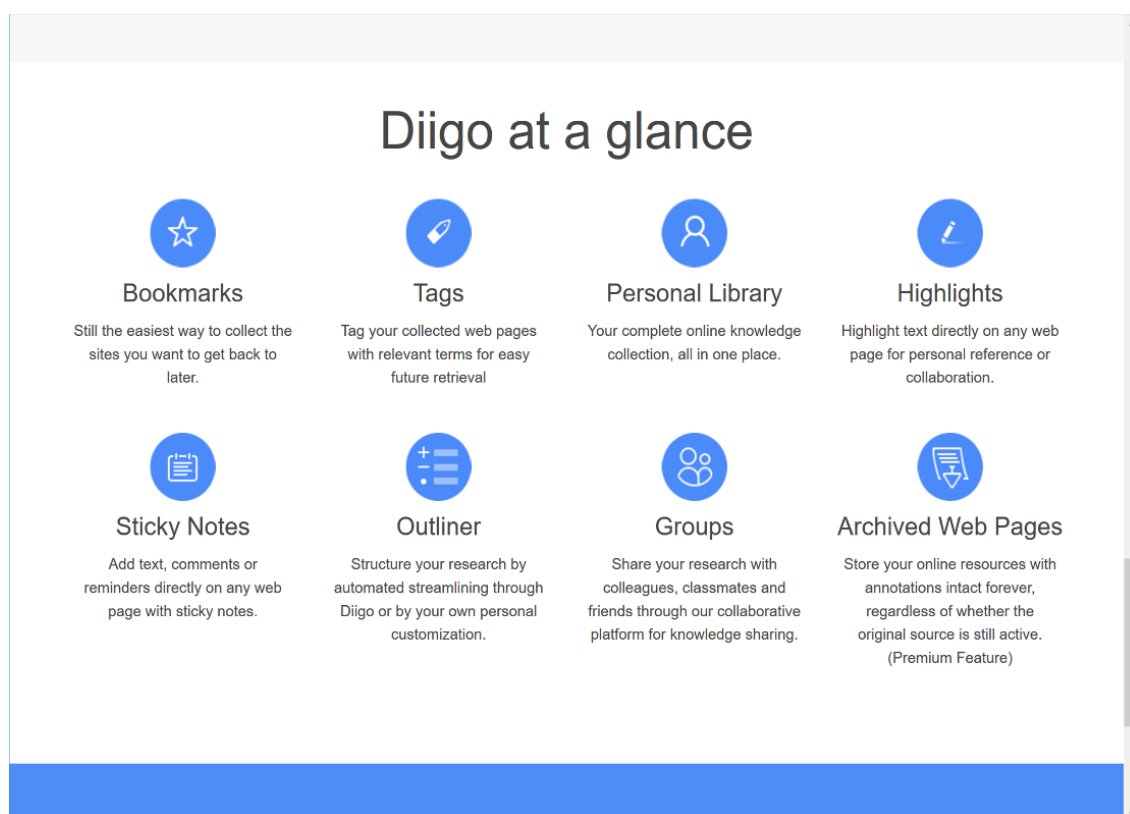 Diigo at a glance
Bookmarks
Still the easiest way to collect the
sites you want to get back to
later.
Tags
Tag your collected web pages
with relevant terms for easy
future retrieval
Personal Library
Your complete online knowledge
collection, all in one place.
Highlights
Highlight text directly on any web
page for personal reference or
collaboration.
Sticky Notes
Add text, comments or
reminders directly on any web
page with sticky notes.
Outliner
Structure your research by
automated streamlining through
Diigo or by your own personal
customization.
Groups
Share your research with
colleagues, classmates and
friends through our collaborative
platform for knowledge sharing.
Archived Web Pages
Store your online resources with
annotations intact forever,
regardless of whether the
original source is still active.
(Premium Feature)